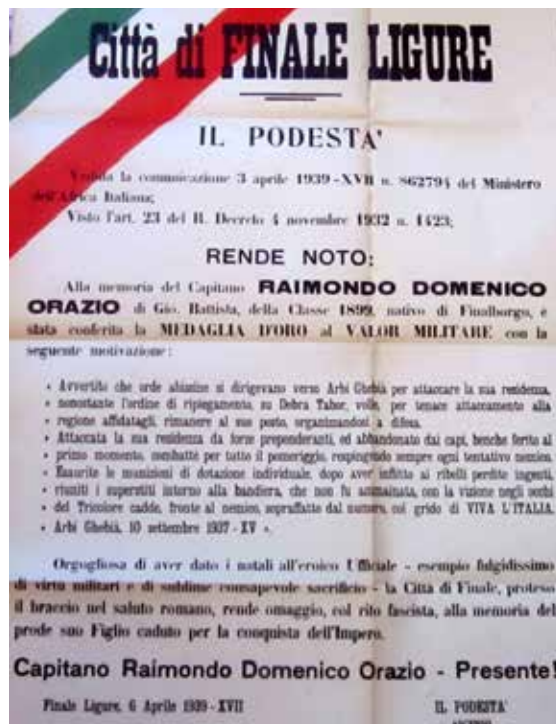 Città di FINALE LIGURE
IL PODESTA'
Veduta la comunicazione 3 aprile 1939-XVII n. 862794 del Ministero
dell'Africa Italiana;
Visto l'art. 23 del R. Decreto 4 novembre 1932 n. 1423;
RENDE NOTO:
Alla memoria del Capitano RAIMONDO DOMENICO
ORAZIO di Gio. Battista, della Classe 1899, nativo di Finalborgo, è
stata conferita la MEDAGLIA D'ORO al VALOR MILITARE con la
seguente motivazione:
« Avvertito che orde abissine si dirigevano verso Arbì Ghebià per attaccare la sua residenza,
« nonostante l'ordine di ripiegamento, su Debra Tabor, volle, per tenace attaccamento alla
« regione affidatagli, rimanere al suo posto, organizzandosi a difesa.
« Attaccata la sua residenza da forze preponderanti, ed abbandonato dai capi, benchè ferito al
« primo momento, combattè per tutto il pomeriggio, respingendo sempre ogni tentativo nemico.
« Esaurite le munizioni di dotazione individuale, dopo aver inflitto ai ribelli perdite ingenti,
« riuniti i superstiti intorno alla bandiera, che non fu ammainata, con la visione negli occhi
« del Tricolore cadde, fronte al nemico, sopraffatto dal numero, col grido di VIVA L'ITALIA.
« Arbì Ghebià, 10 settembre 1937-XV ».
Orgogliosa di aver dato i natali all'eroico Ufficiale - esempio fulgidissimo
di virtù militari e di sublime consapevole sacrificio - la Città di Finale, proteso
il braccio nel saluto romano, rende omaggio, col rito fascista, alla memoria del
prode suo Figlio caduto per la conquista dell'Impero.
Capitano Raimondo Domenico Orazio - Presente!
Finale Ligure, 6 Aprile 1939-XVII
IL PODESTA'